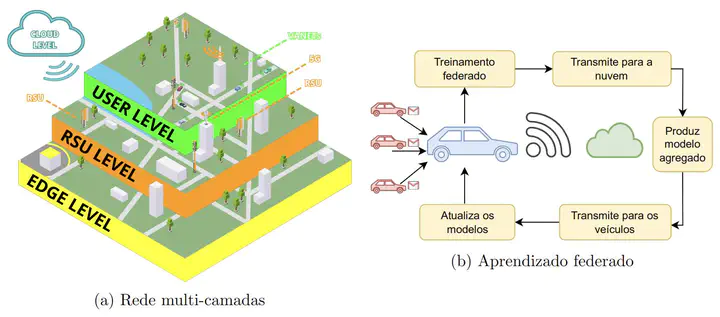 CLOUD
LEVEL
VANETs
5G
RSU
RSU
USER LEVEL
RSU LEVEL
EDGE LEVEL
(a) Rede multi-camadas
Treinamento
federado
Transmite para a
nuvem
Produz
modelo
agregado
Transmite para os
veículos
Atualiza os
modelos
(b) Aprendizado federado